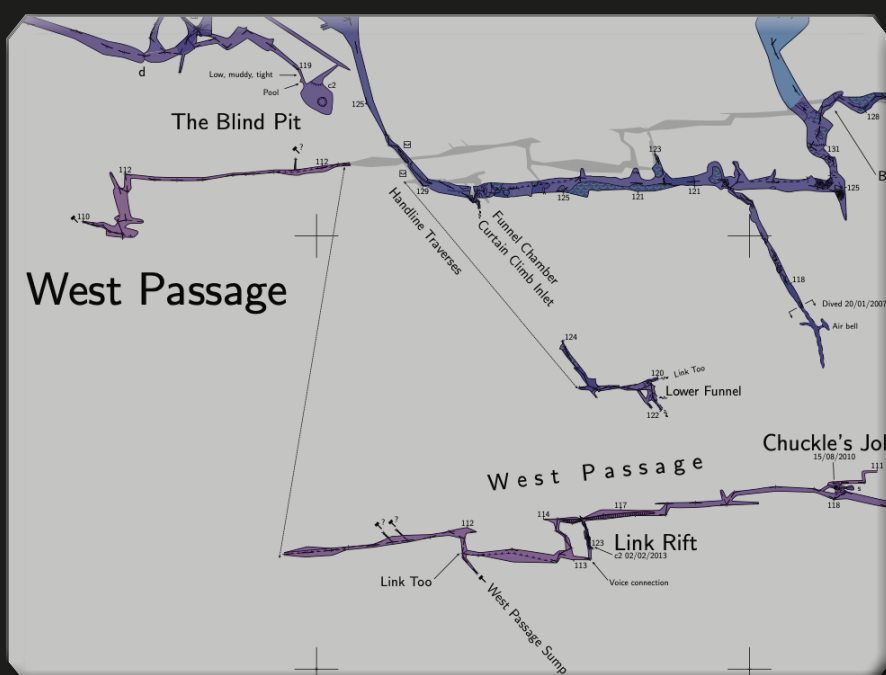 119
Low, muddy, tight
d
c2
Pool
125
128
The Blind Pit
?
123
131
112
112
129
125
121
121
125
110
Handline Traverses
Funnel Chamber
Curtain Climb Inlet
West Passage
118
Dived 20/01/2007
Air bell
124
120
Link Too
Lower Funnel
122
Chuckle's Jo
15/08/2010
111
West Passage
s
118
117
114
112
? ?
123
Link Rift
c2 02/02/2013
113
Link Too
Voice connection
West Passage Sump